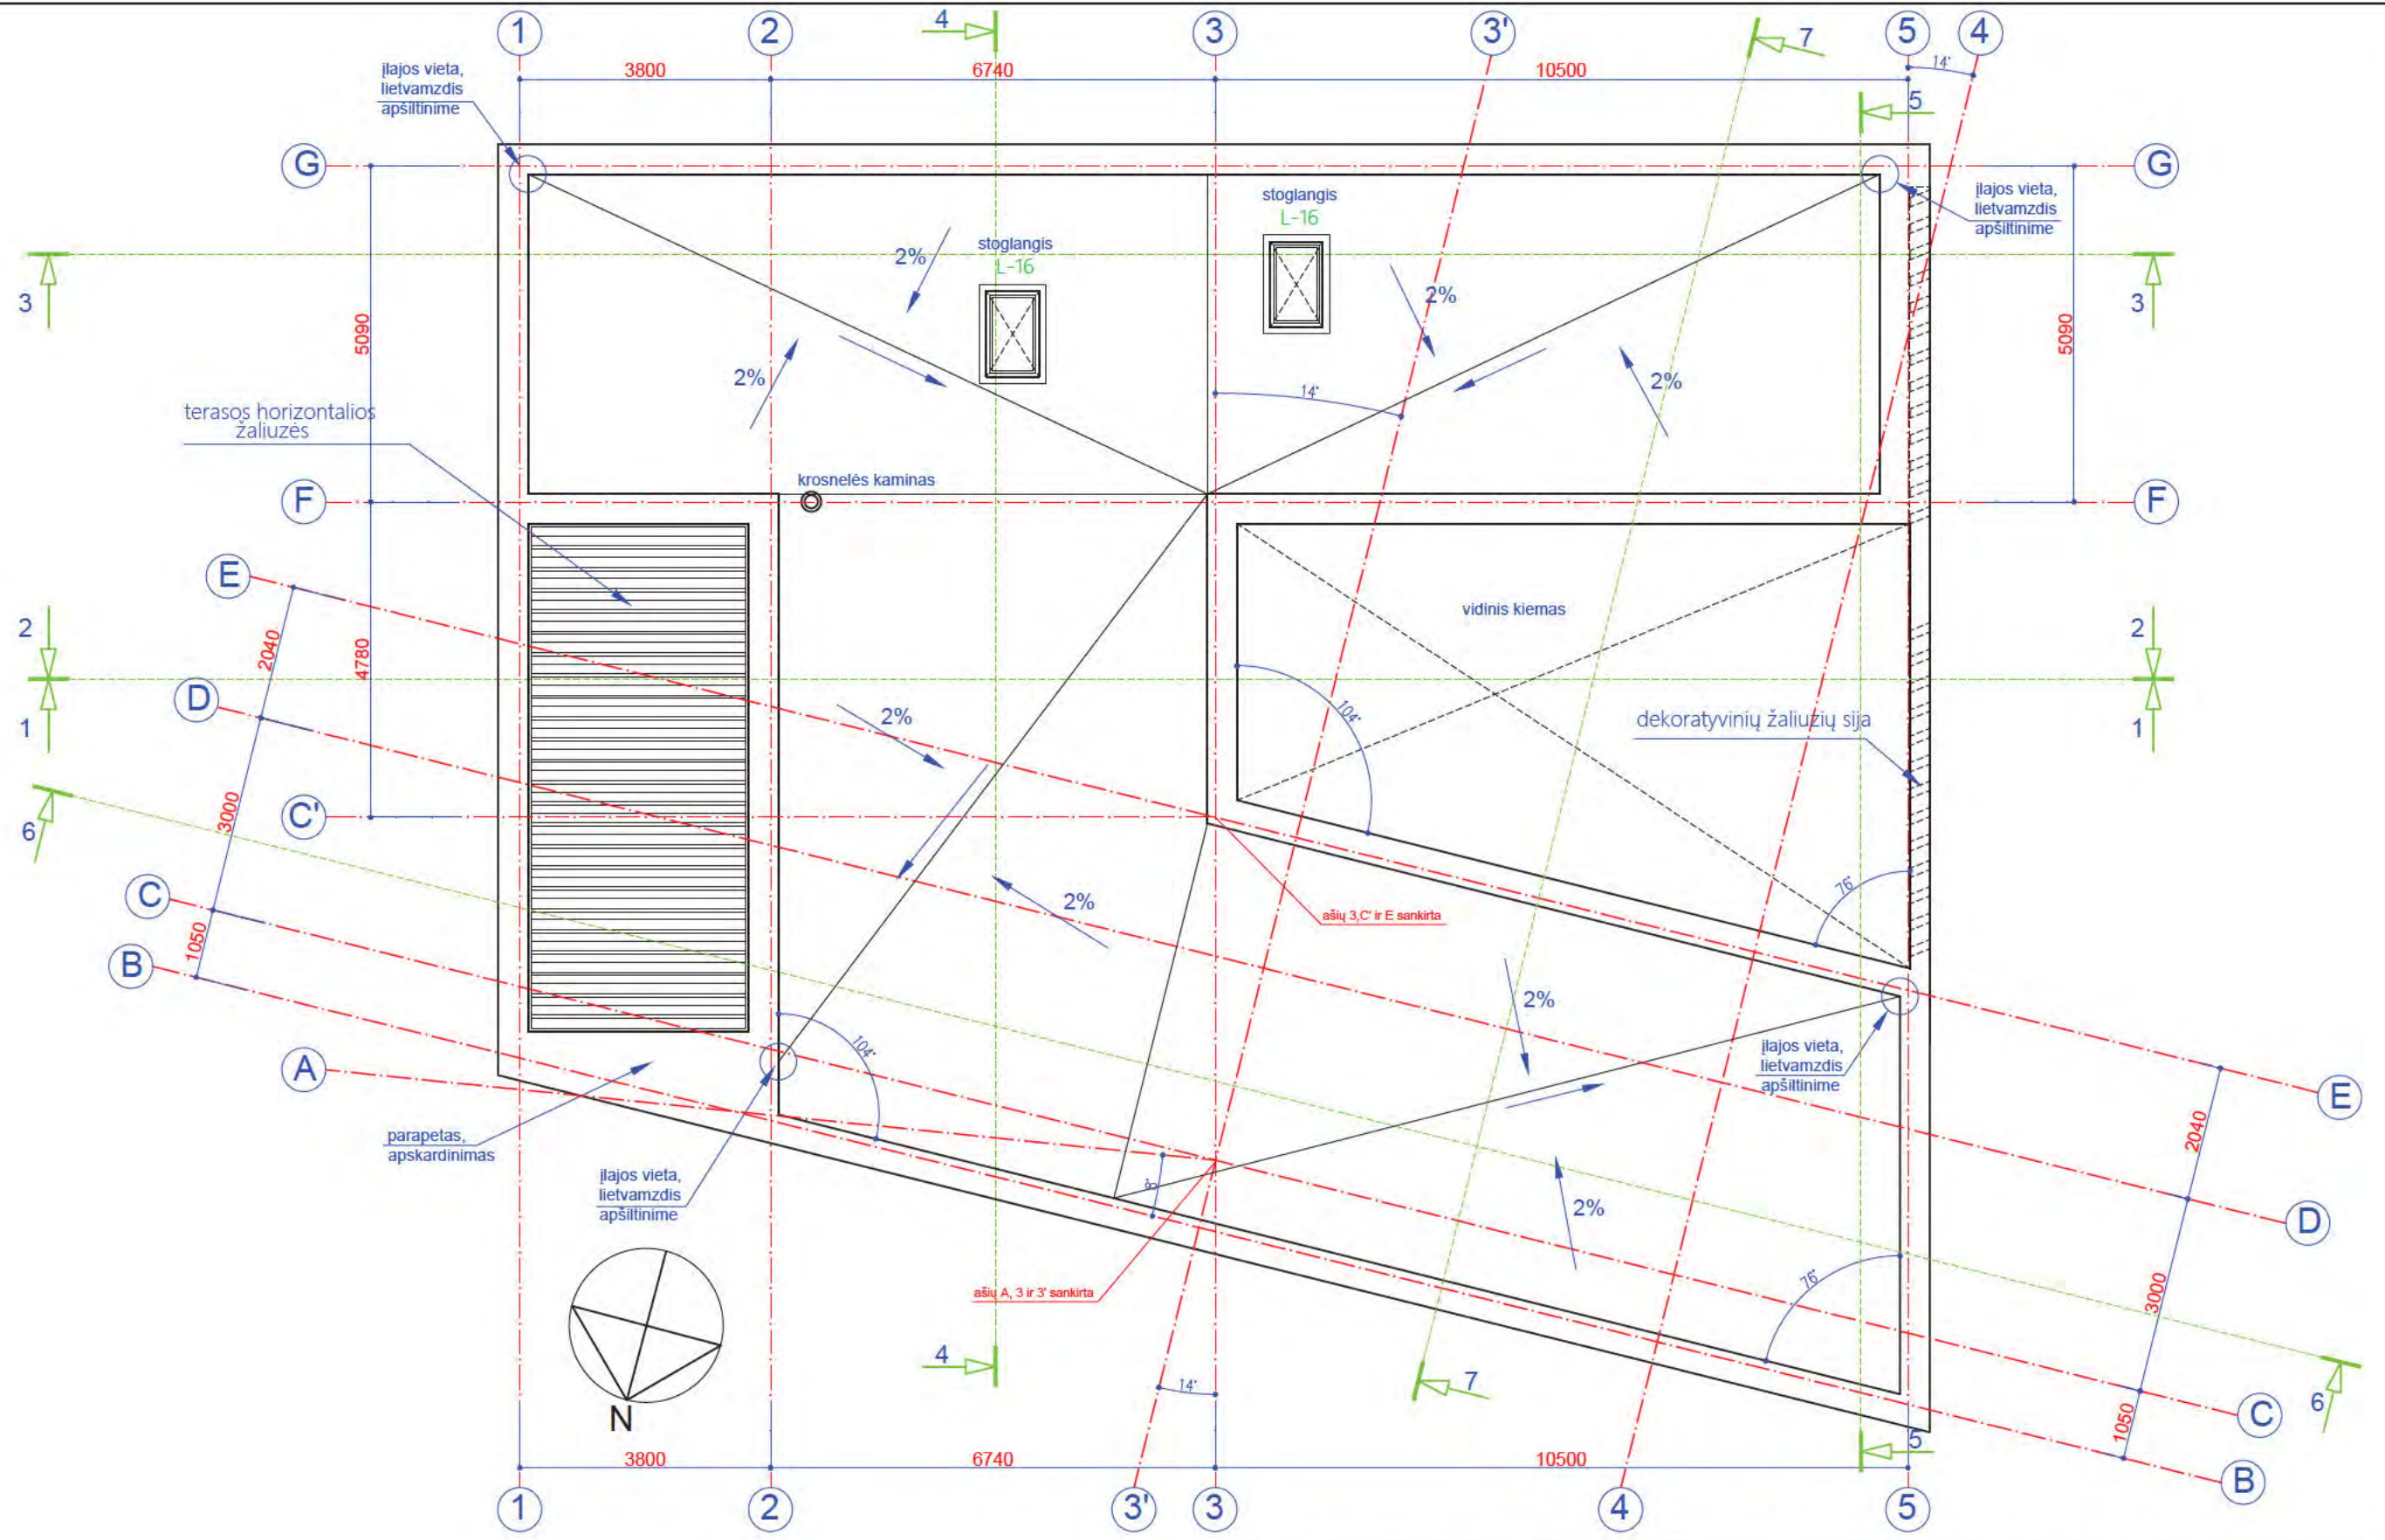 1
2
4
3
3'
7
5
4
3800
6740
10500
14°
5
įlajos vieta,
lietvamzdis
apšiltinime
G
G
stoglangis
L-16
įlajos vieta,
lietvamzdis
apšiltinime
stoglangis
L-16
2%
2%
3
3
5090
5090
2%
2%
14°
terasos horizontalios
žaliuzės
krosnelės kaminas
F
F
E
vidinis kiemas
2
2
2040
4780
D
104°
2%
dekoratyvinių žaliuzių sija
1
1
3000
C'
6
C
76°
2%
ašių 3,C' ir E sankirta
1050
B
2%
104°
įlajos vieta,
lietvamzdis
apšiltinime
A
E
parapetas,
apskardinimas
2040
įlajos vieta,
lietvamzdis
apšiltinime
8°
2%
D
76°
ašių A, 3 ir 3' sankirta
3000
4
14°
7
6
N
C
1050
5
3800
6740
10500
B
1
2
3'
3
4
5